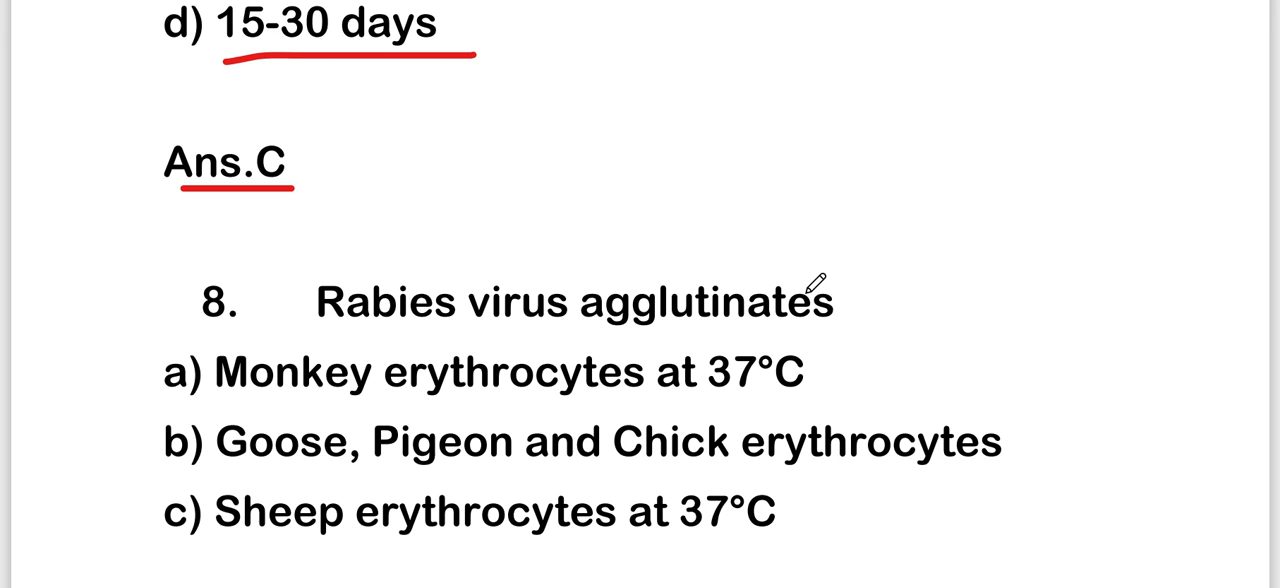 d) 15-30 days
Ans.C
8. Rabies virus agglutinates
a) Monkey erythrocytes at 37°C
b) Goose, Pigeon and Chick erythrocytes
c) Sheep erythrocytes at 37°C